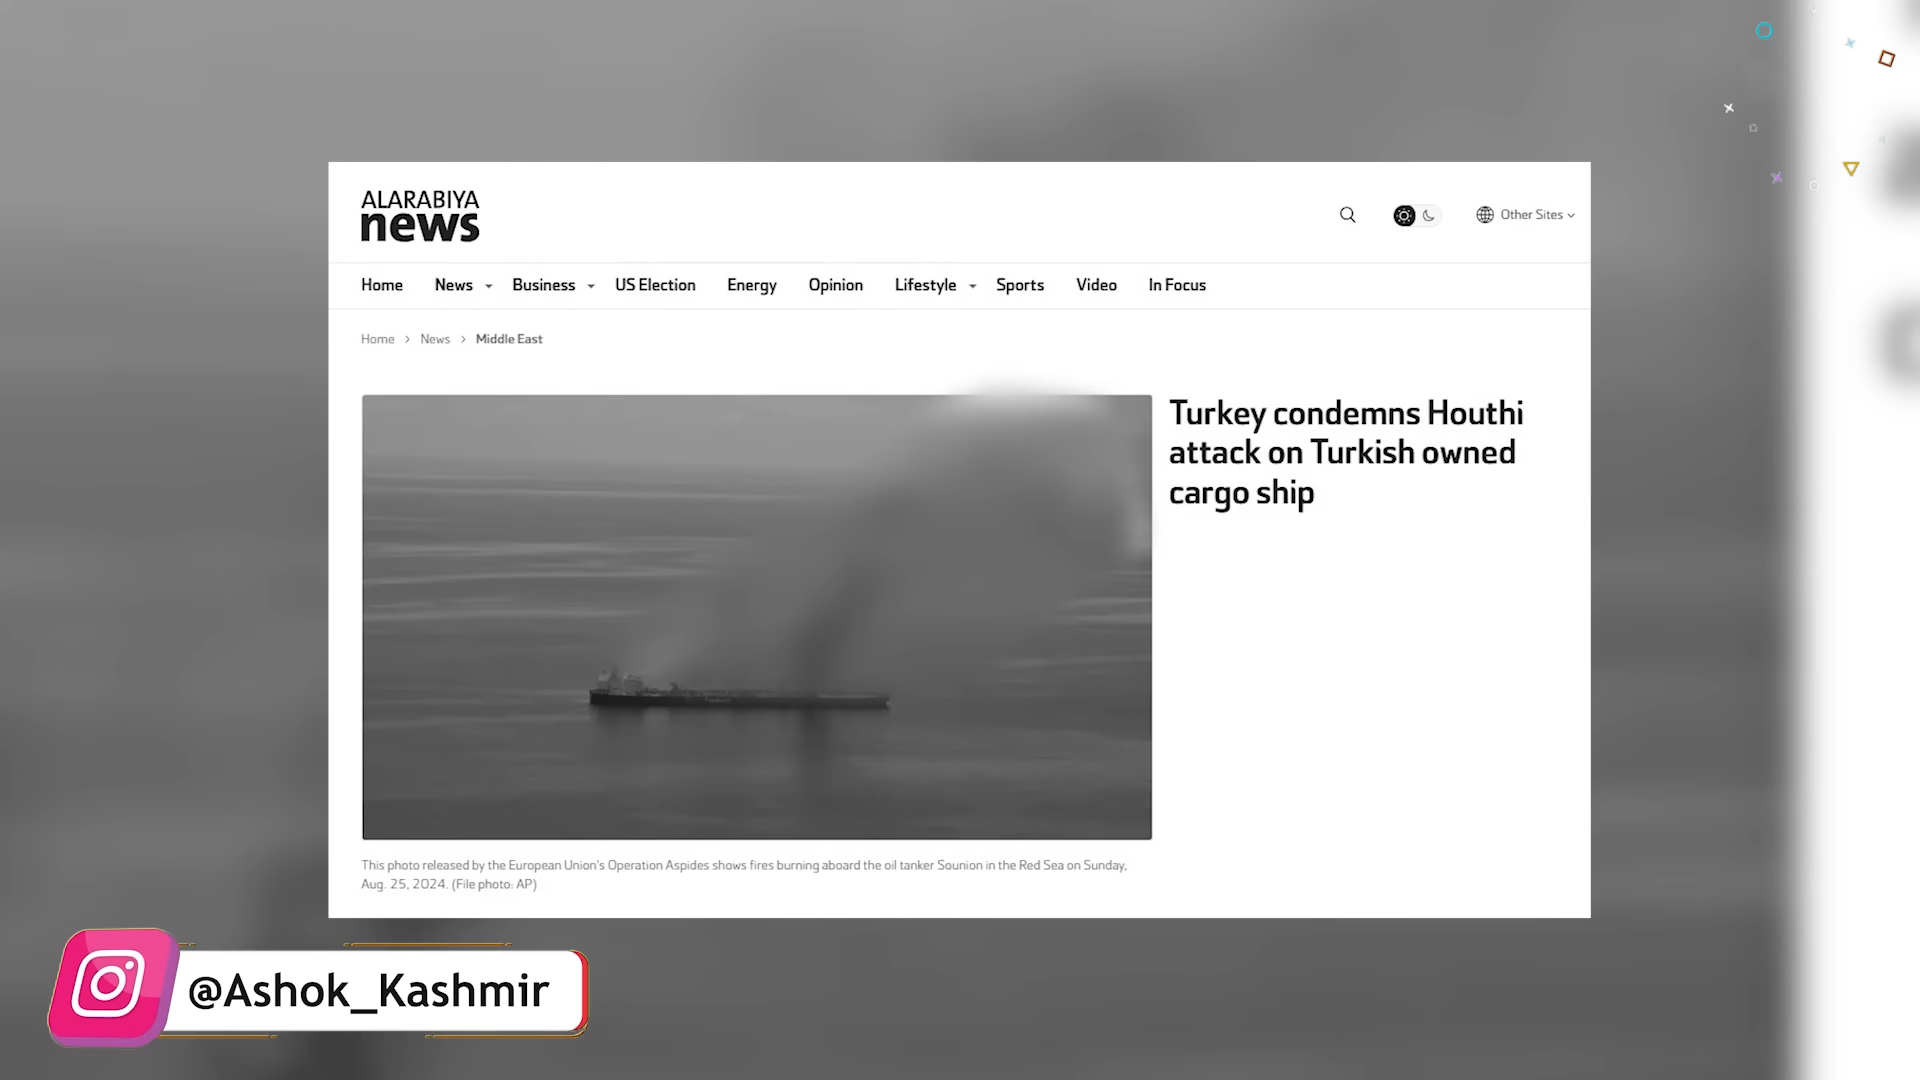 ALARABIYA
news
Other Sites
Home News Business US Election Energy Opinion Lifestyle Sports Video In Focus
Home > News > Middle East
Turkey condemns Houthi
attack on Turkish owned
cargo ship
This photo released by the European Union's Operation Aspides shows fires burning aboard the oil tanker Sounion in the Red Sea on Sunday,
Aug. 25, 2024. (File photo: AP)
@Ashok_Kashmir